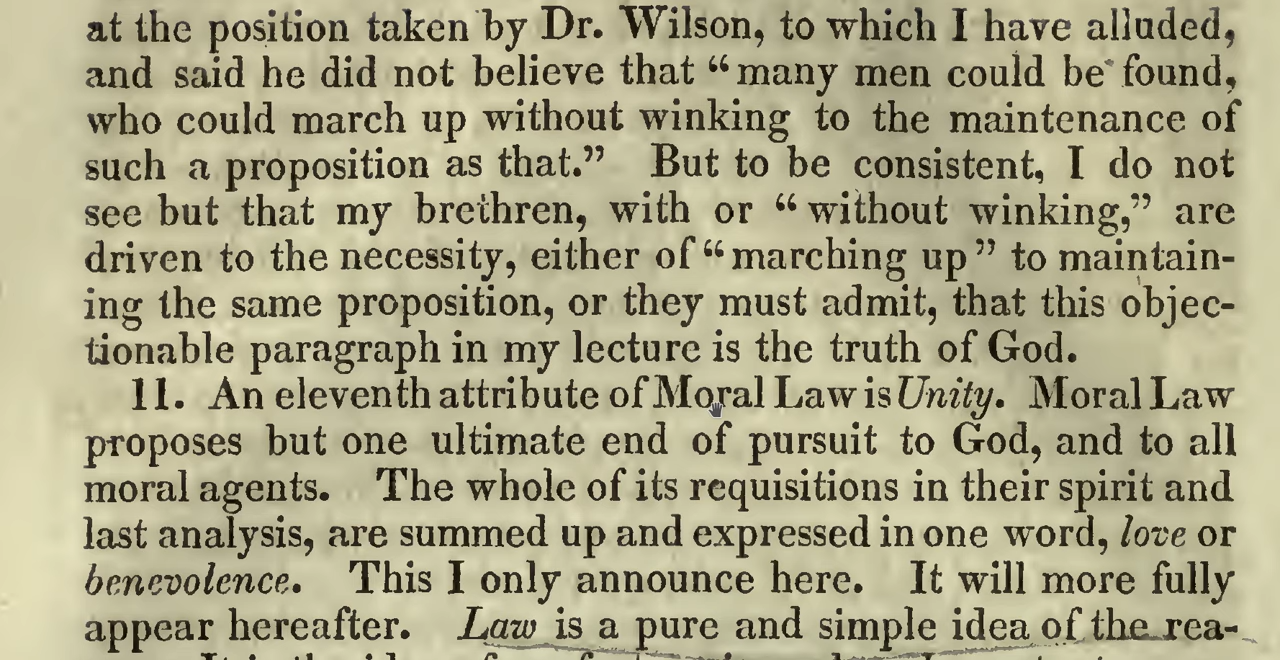 at the position taken by Dr. Wilson, to which I have alluded,
and said he did not believe that “many men could be found,
who could march up without winking to the maintenance of
such a proposition as that.” But to be consistent, I do not
see but that my brethren, with or “without winking,” are
driven to the necessity, either of “marching up” to maintain-
ing the same proposition, or they must admit, that this objec-
tionable paragraph in my lecture is the truth of God.
11. An eleventh attribute of Moral Law is Unity. Moral Law
proposes but one ultimate end of pursuit to God, and to all
moral agents. The whole of its requisitions in their spirit and
last analysis, are summed up and expressed in one word, love or
benevolence. This I only announce here. It will more fully
appear hereafter. Law is a pure and simple idea of the rea-